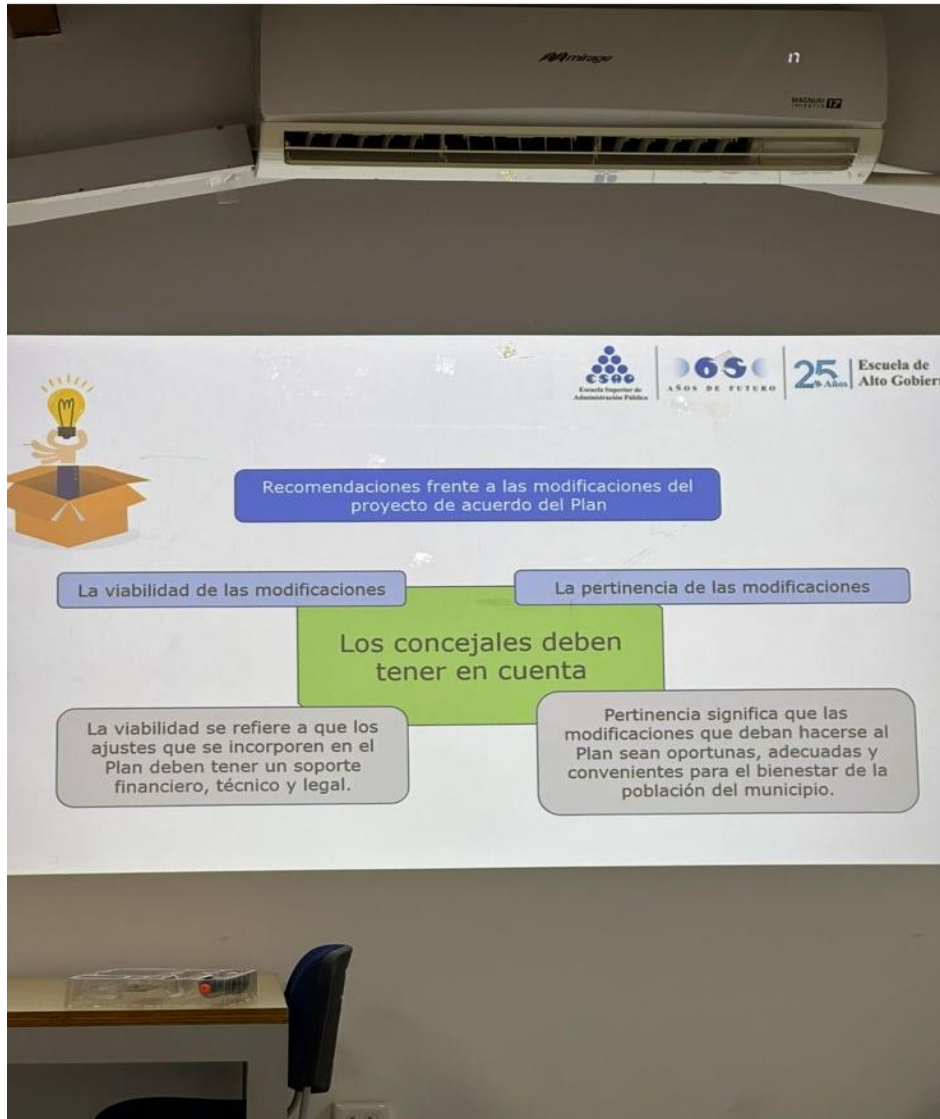 mirage
17
MAGNUM 17
INVERTER
esap
Escuela Superior de
Administración Pública
65
AÑOS DE FUTURO
25 Años
Escuela de
Alto Gobier
Recomendaciones frente a las modificaciones del
proyecto de acuerdo del Plan
La viabilidad de las modificaciones
La pertinencia de las modificaciones
Los concejales deben
tener en cuenta
La viabilidad se refiere a que los
ajustes que se incorporen en el
Plan deben tener un soporte
financiero, técnico y legal.
Pertinencia significa que las
modificaciones que deban hacerse al
Plan sean oportunas, adecuadas y
convenientes para el bienestar de la
población del municipio.